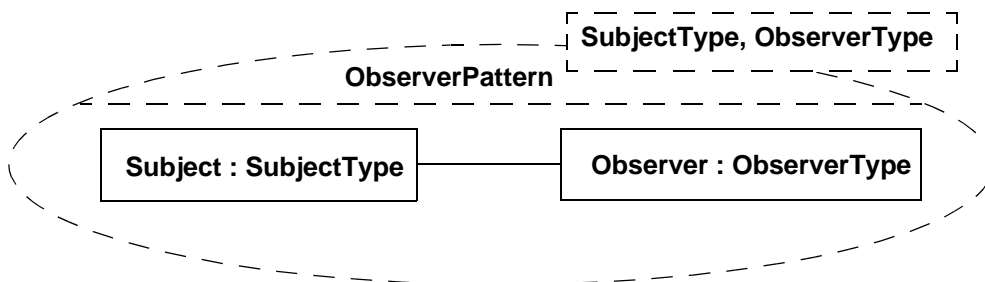 SubjectType, ObserverType
ObserverPattern
Subject : SubjectType
Observer : ObserverType